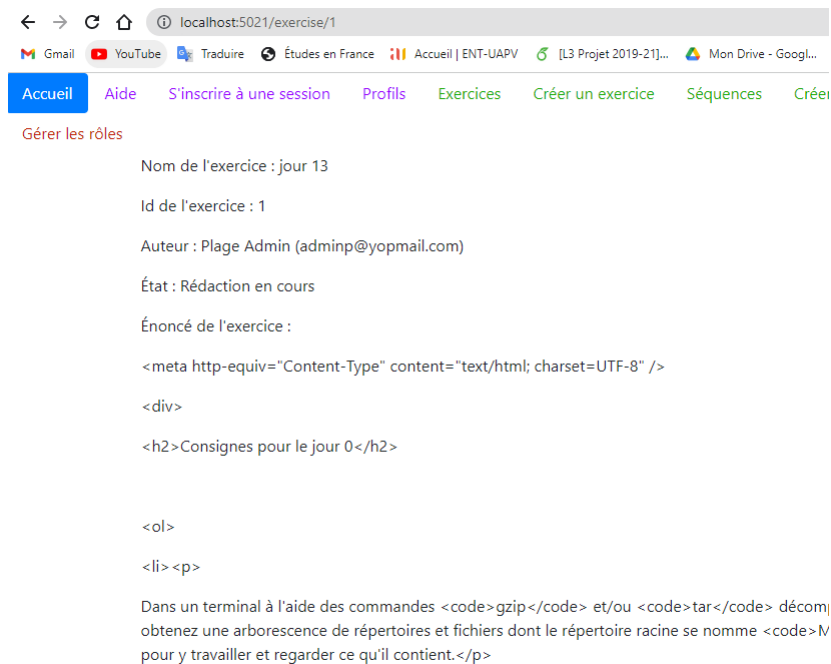 localhost:5021/exercise/1
Gmail YouTube Traduire Études en France Accueil | ENT-UAPV [L3 Projet 2019-21]... Mon Drive - Googl...
Accueil Aide S'inscrire à une session Profils Exercices Créer un exercice Séquences Créer
Gérer les rôles
Nom de l'exercice : jour 13
Id de l'exercice : 1
Auteur : Plage Admin (adminp@yopmail.com)
État : Rédaction en cours
Énoncé de l'exercice :
<meta http-equiv="Content-Type" content="text/html; charset=UTF-8" />
<div>
<h2>Consignes pour le jour 0</h2>
<ol>
<li><p>
Dans un terminal à l'aide des commandes <code>gzip</code> et/ou <code>tar</code> décomp
obtenez une arborescence de répertoires et fichiers dont le répertoire racine se nomme <code>M
pour y travailler et regarder ce qu'il contient.</p>